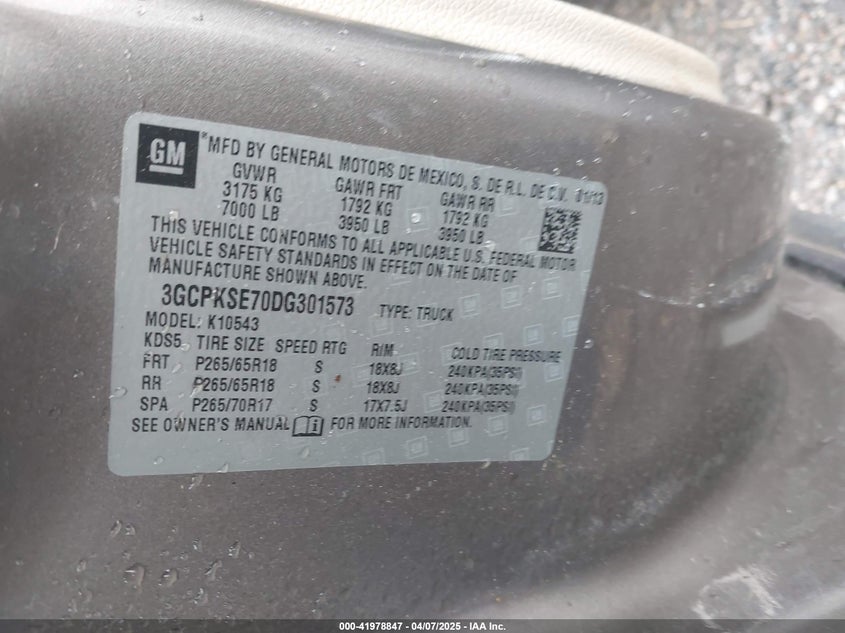 GM
*MFD BY GENERAL MOTORS DE MEXICO, S. DE R.L. DE C.V. 01/13
GVWR GAWR FRT GAWR RR
3175 KG 1792 KG 1792 KG
7000 LB 3950 LB 3950 LB
THIS VEHICLE CONFORMS TO ALL APPLICABLE U.S. FEDERAL MOTOR
VEHICLE SAFETY STANDARDS IN EFFECT ON THE DATE OF
MANUFACTURE SHOWN ABOVE.
3GCPKSE70DG301573 TYPE: TRUCK
MODEL: K10543
KDS5 TIRE SIZE SPEED RTG RIM COLD TIRE PRESSURE
FRT P265/65R18 S 18X8J 240KPA(35PSI)
RR P265/65R18 S 18X8J 240KPA(35PSI)
SPA P265/70R17 S 17X7.5J 240KPA(35PSI)
SEE OWNER'S MANUAL FOR MORE INFORMATION.
000-41978847 - 04/07/2025 - IAA Inc.